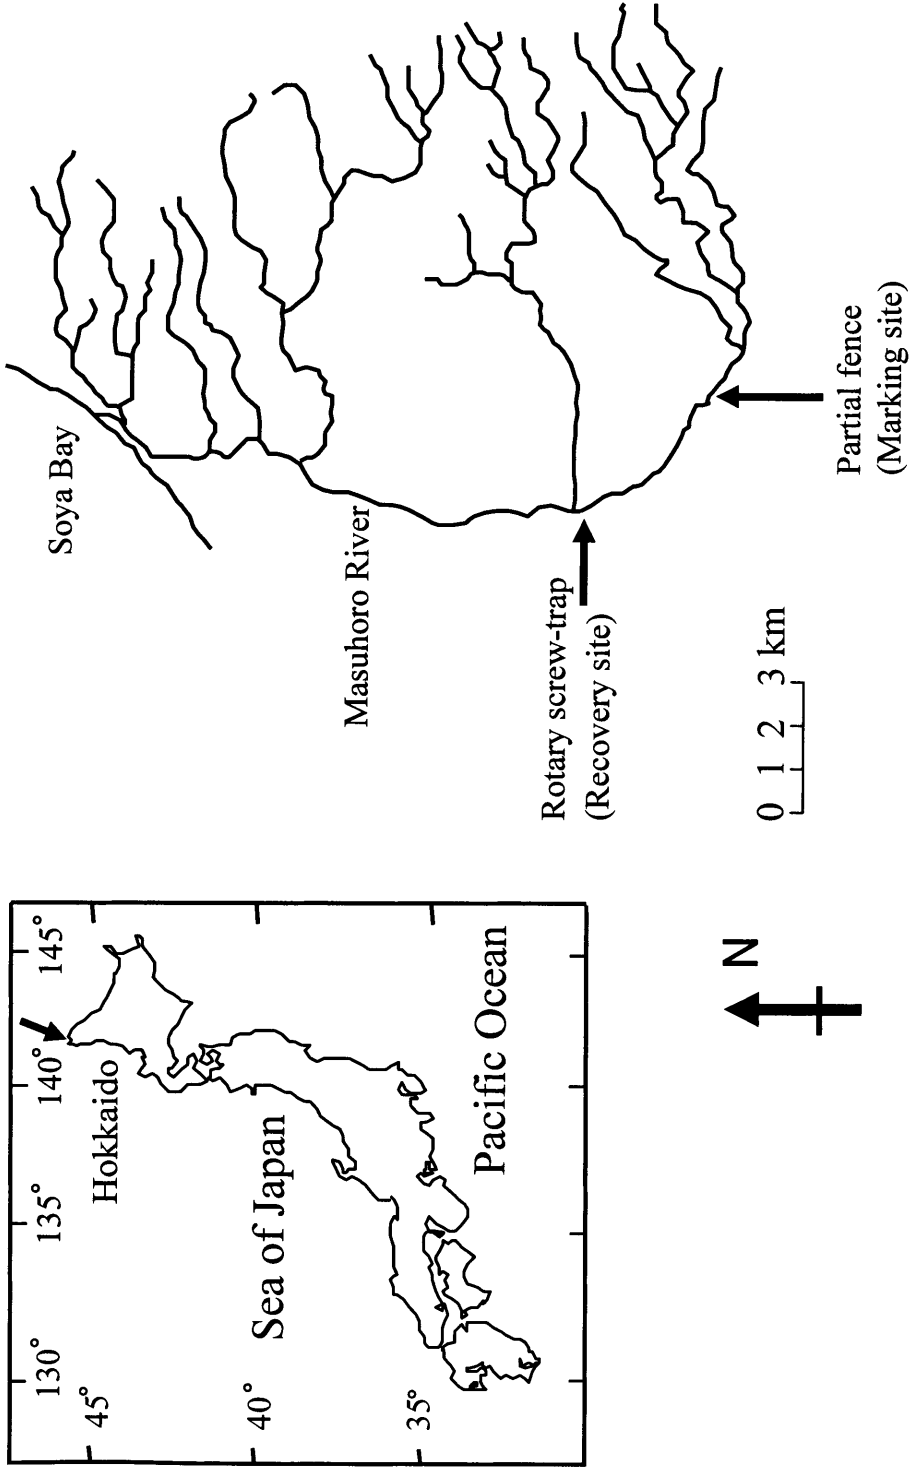 130°
135°
140°
145°
45°
40°
35°
Hokkaido
Sea of Japan
Pacific Ocean
N
Soya Bay
Masuhoro River
Rotary screw-trap
(Recovery site)
Partial fence
(Marking site)
0 1 2 3 km